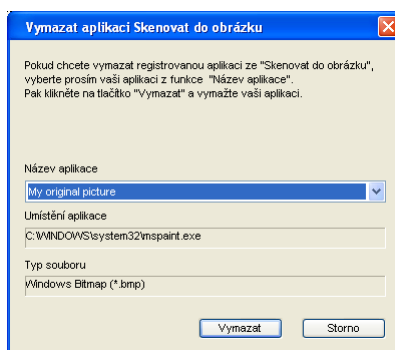 Vymazat aplikaci Skenovat do obrázku
Pokud chcete vymazat registrovanou aplikaci ze "Skenovat do obrázku",
vyberte prosím vaši aplikaci z funkce "Název aplikace".
Pak klikněte na tlačítko "Vymazat" a vymažte vaši aplikaci.
Název aplikace
My original picture
Umístění aplikace
C:\WINDOWS\system32\mspaint.exe
Typ souboru
Windows Bitmap (*.bmp)
Vymazat
Storno